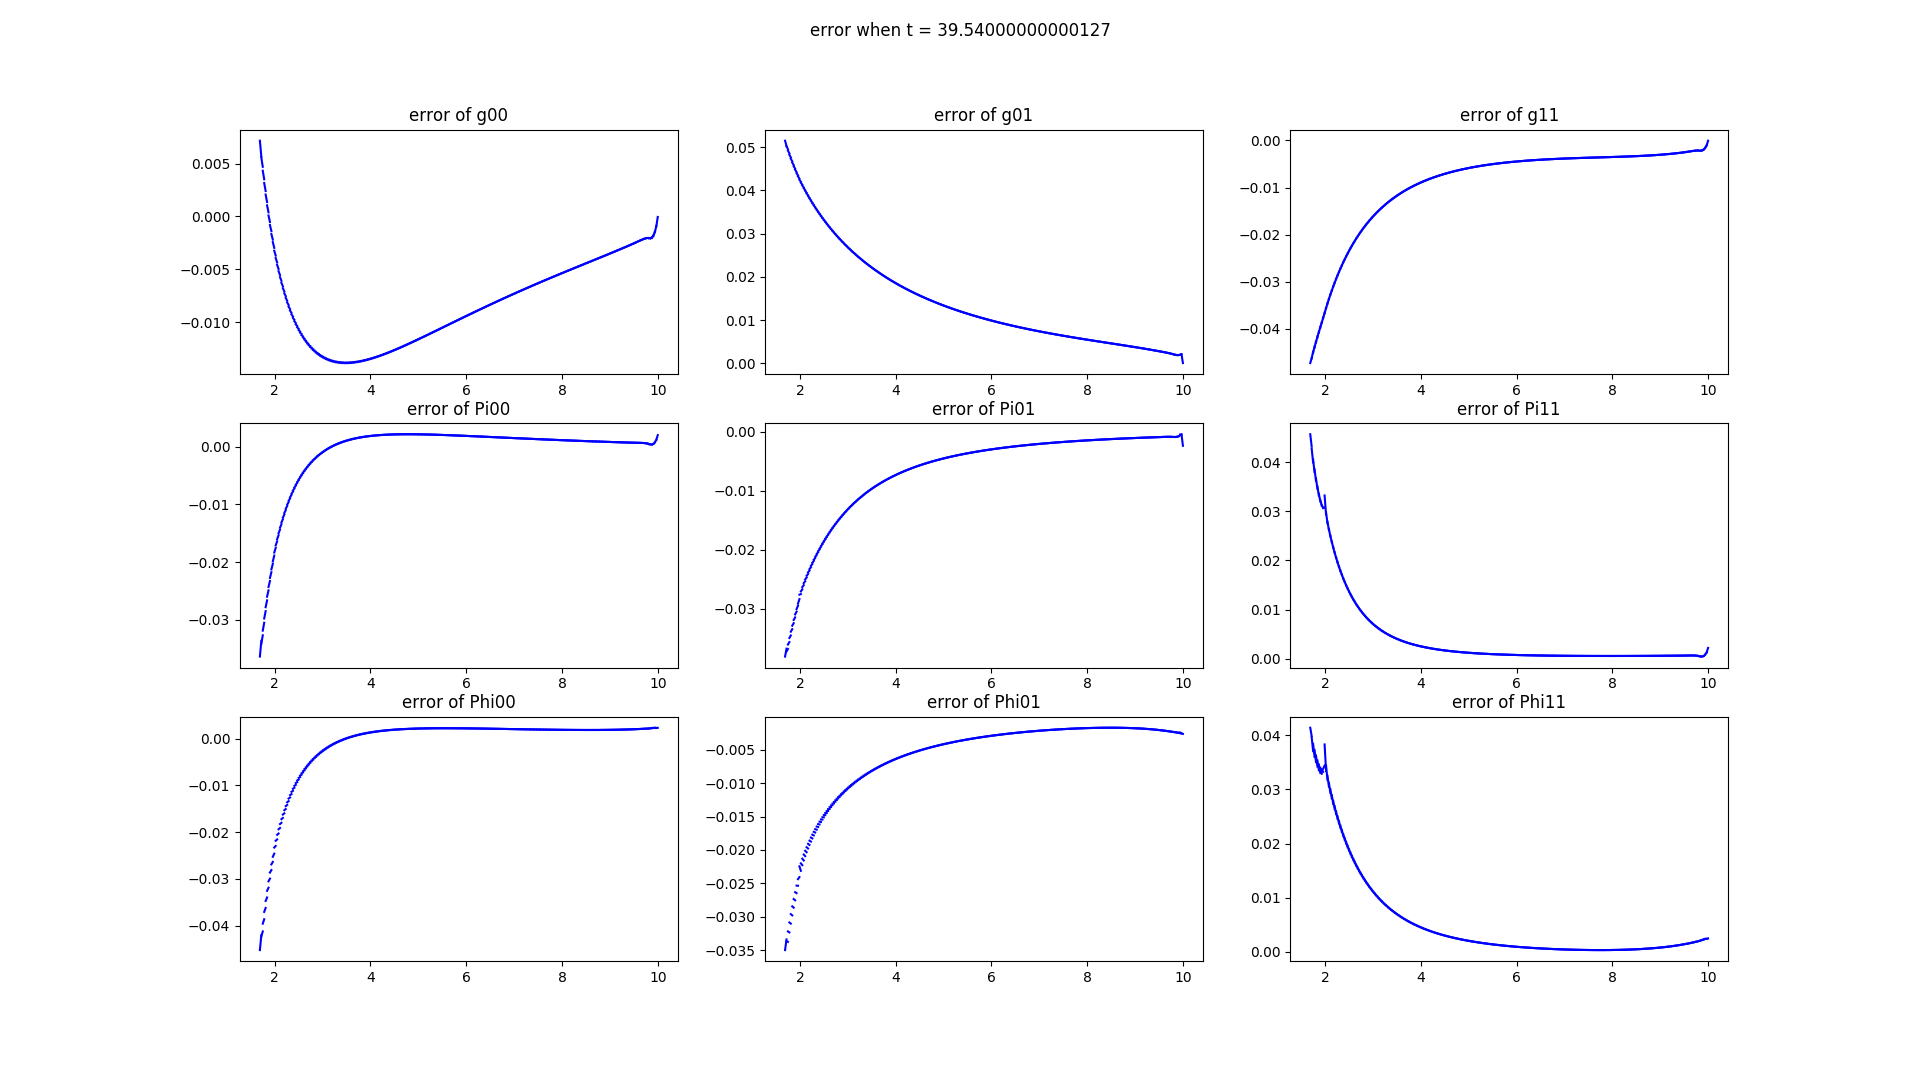 error when t = 39.54000000000127
error of g00
error of g01
error of g11
0.005
0.000
−0.005
−0.010
2 4 6 8 10
0.05
0.04
0.03
0.02
0.01
0.00
2 4 6 8 10
0.00
−0.01
−0.02
−0.03
−0.04
2 4 6 8 10
error of Pi00
error of Pi01
error of Pi11
0.00
−0.01
−0.02
−0.03
2 4 6 8 10
0.00
−0.01
−0.02
−0.03
2 4 6 8 10
0.04
0.03
0.02
0.01
0.00
2 4 6 8 10
error of Phi00
error of Phi01
error of Phi11
0.00
−0.01
−0.02
−0.03
−0.04
2 4 6 8 10
−0.005
−0.010
−0.015
−0.020
−0.025
−0.030
−0.035
2 4 6 8 10
0.04
0.03
0.02
0.01
0.00
2 4 6 8 10